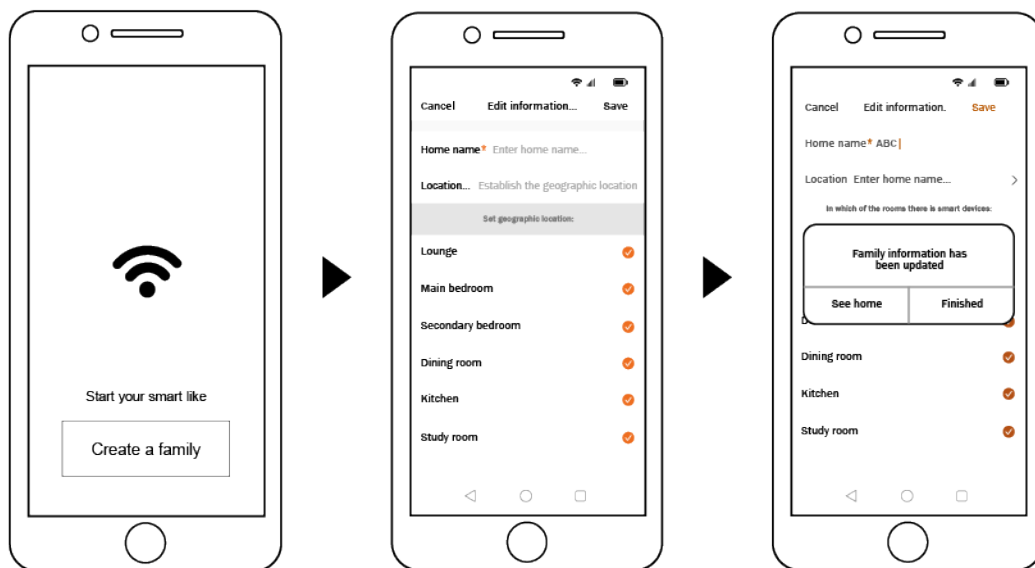 Start your smart like
Create a family
Cancel Edit information... Save
Home name* Enter home name...
Location... Establish the geographic location
Set geographic location:
Lounge
Main bedroom
Secondary bedroom
Dining room
Kitchen
Study room
Cancel Edit information. Save
Home name* ABC
Location Enter home name...
In which of the rooms there is smart devices:
Family information has
been updated
See home Finished
D
Dining room
Kitchen
Study room